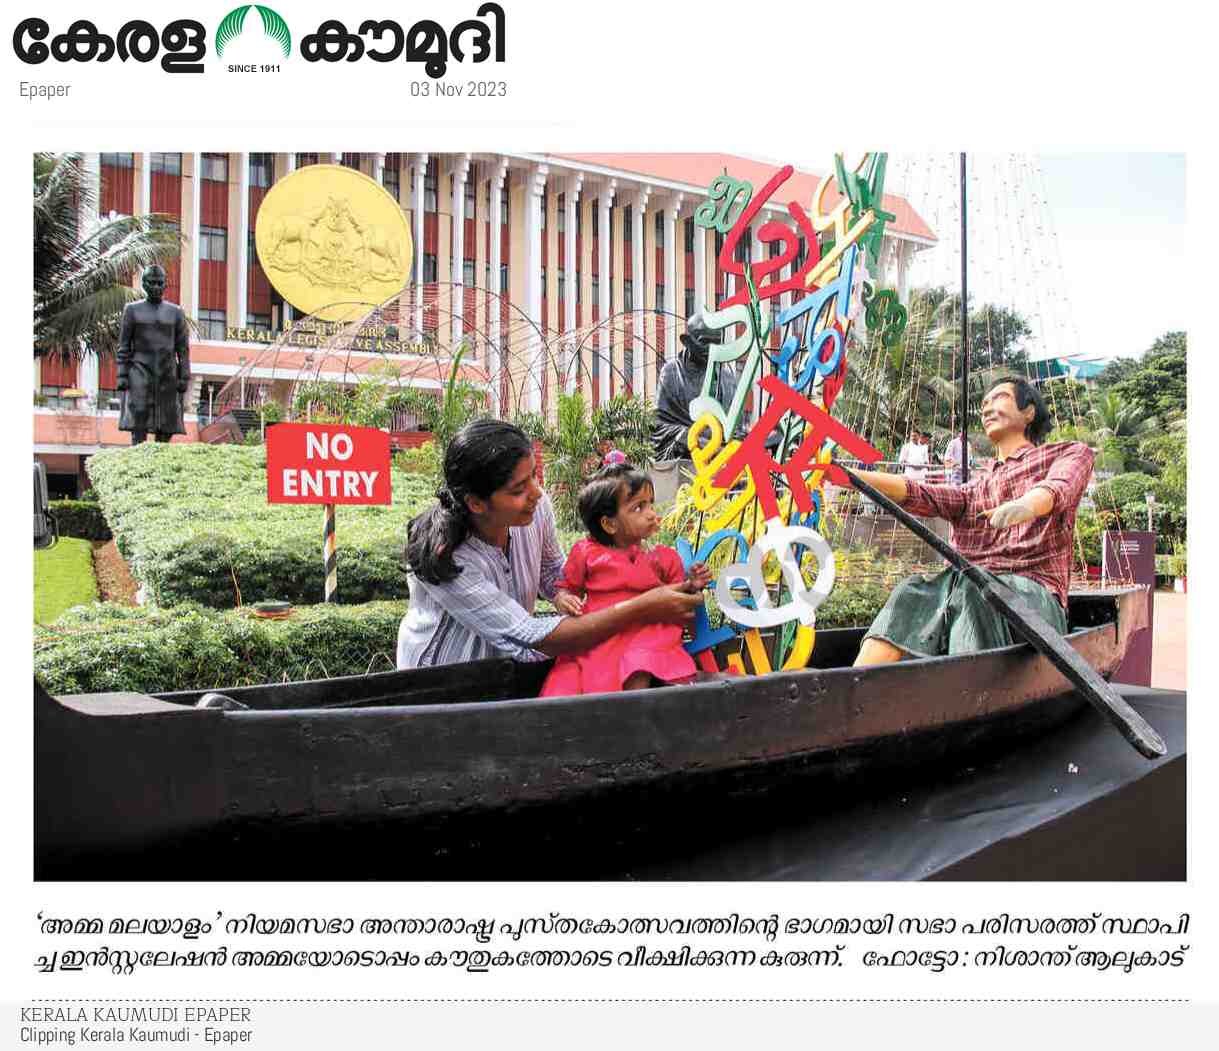 കേരള കൗമുദി
SINCE 1911
Epaper 03 Nov 2023
KERALA LEGISLATIVE ASSEMBLY
NO
ENTRY
‘അമ്മ മലയാളം’ നിയമസഭാ അന്താരാഷ്ട്ര പുസ്തകോത്സവത്തിന്റെ ഭാഗമായി സഭാ പരിസരത്ത് സ്ഥാപി
ച്ച ഇൻസ്റ്റലേഷൻ അമ്മയോടൊപ്പം കൗതുകത്തോടെ വീക്ഷിക്കുന്ന കുരുന്ന്. ഫോട്ടോ : നിശാന്ത് ആലുകാട്
KERALA KAUMUDI EPAPER
Clipping Kerala Kaumudi - Epaper